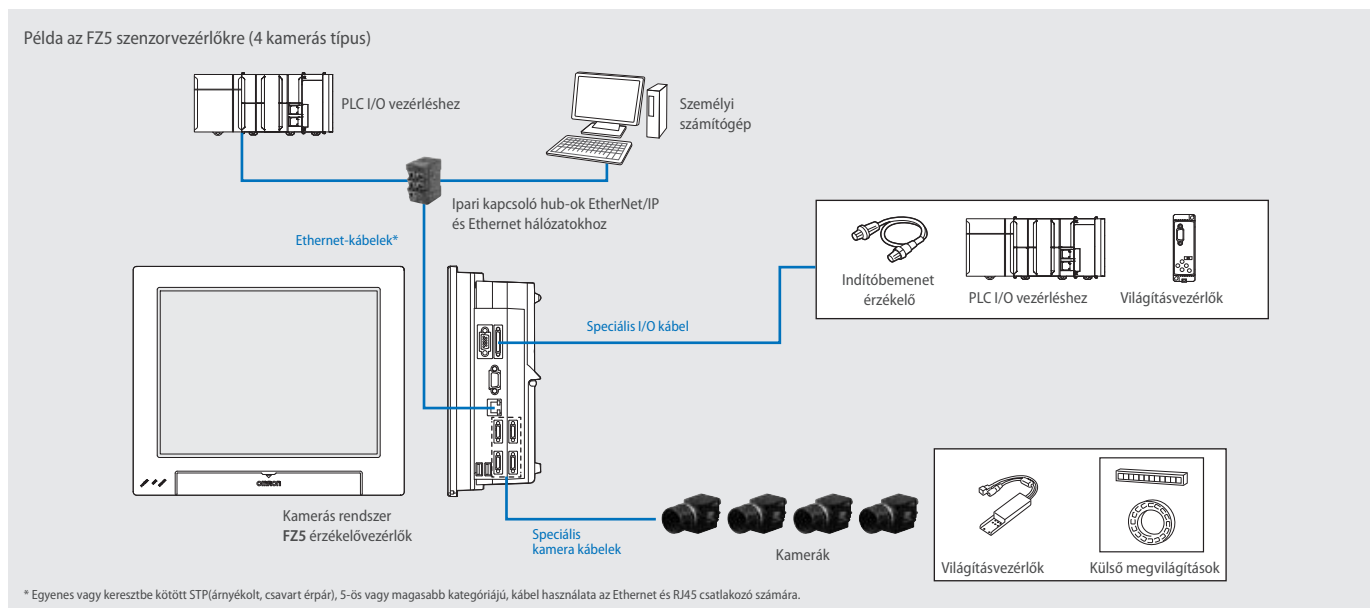 Példa az FZ5 szenzorvezérlőkre (4 kamerás típus)
PLC I/O vezérléshez
Személyi
számítógép
Ipari kapcsoló hub-ok EtherNet/IP
és Ethernet hálózatokhoz
Ethernet-kábelek*
Indítóbemenet
érzékelő
PLC I/O vezérléshez
Világításvezérlők
Speciális I/O kábel
OMRON
Kamerás rendszer
FZ5 érzékelővezérlők
Speciális
kamera kábelek
Kamerák
Világításvezérlők
Külső megvilágítások
* Egyenes vagy keresztbe kötött STP(árnyékolt, csavart érpár), 5-ös vagy magasabb kategóriájú, kábel használata az Ethernet és RJ45 csatlakozó számára.